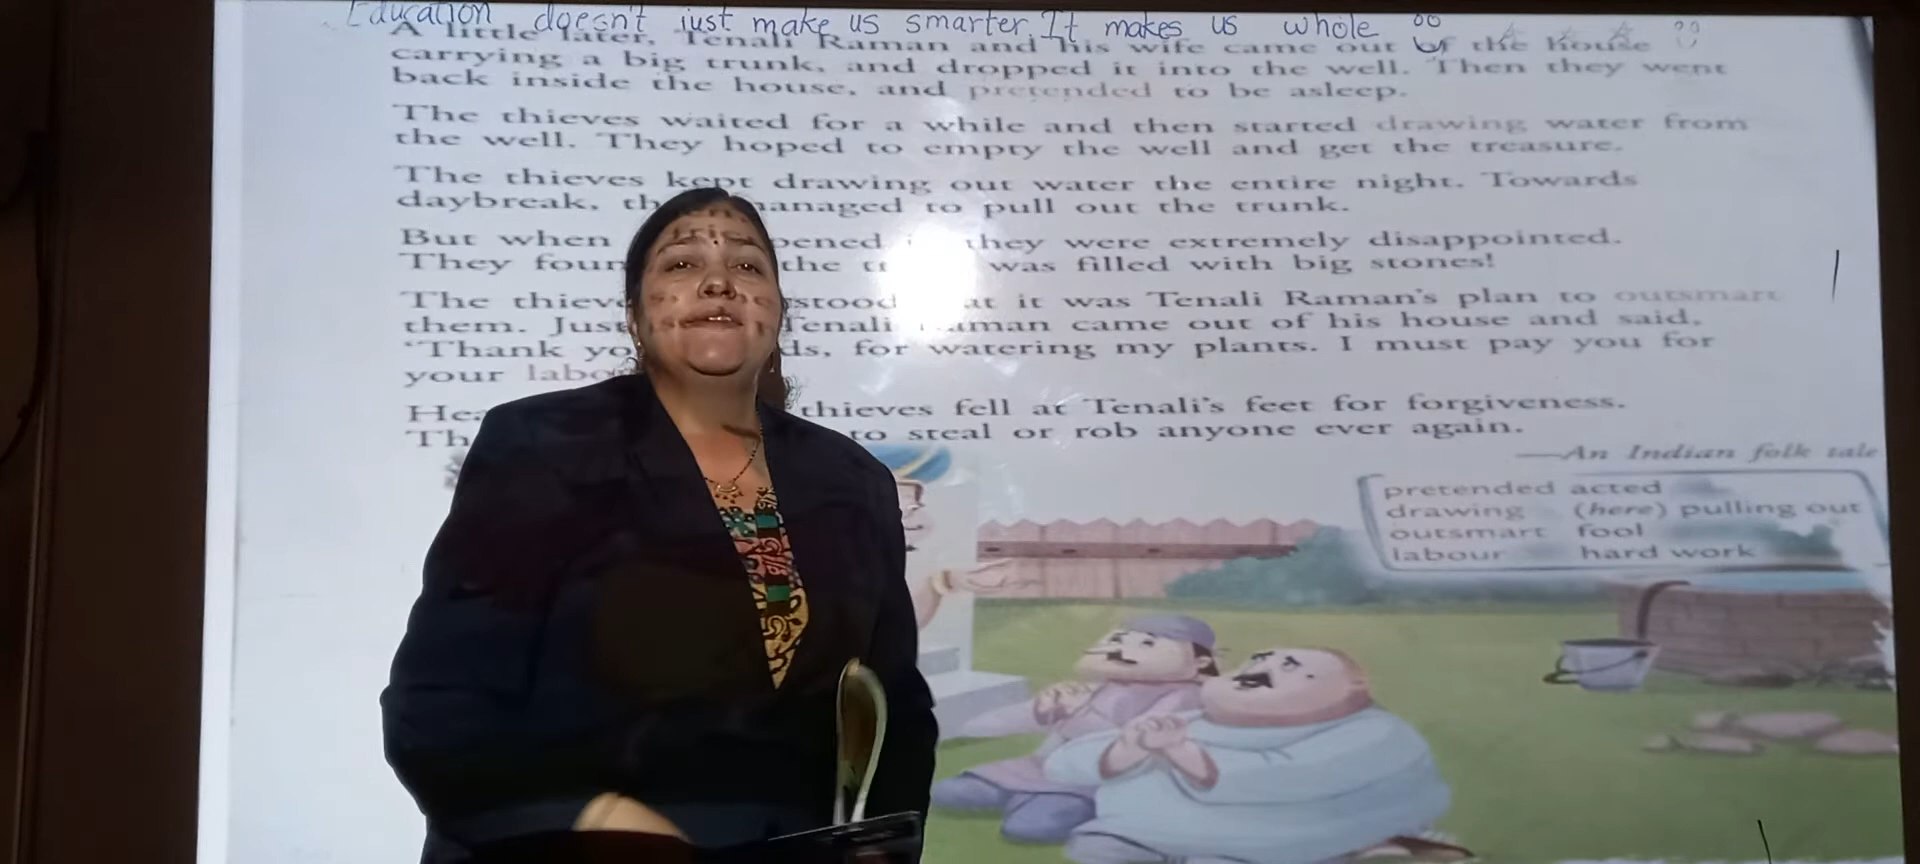 Education doesn't just make us smarter. It makes us whole
A little later, Tenali Raman and his wife came out of the house
carrying a big trunk, and dropped it into the well. Then they went
back inside the house, and pretended to be asleep.
The thieves waited for a while and then started drawing water from
the well. They hoped to empty the well and get the treasure.
The thieves kept drawing out water the entire night. Towards
daybreak, managed to pull out the trunk.
But when they were extremely disappointed.
They the was filled with big stones!
The it was Tenali Raman's plan to outsmart
them. Just Tenali came out of his house and said,
"Thank for watering my plants. I must pay you for
your
thieves fell at Tenali's feet for forgiveness.
to steal or rob anyone ever again.
—An Indian folk tale
pretended acted
drawing (here) pulling out
outsmart fool
labour hard work